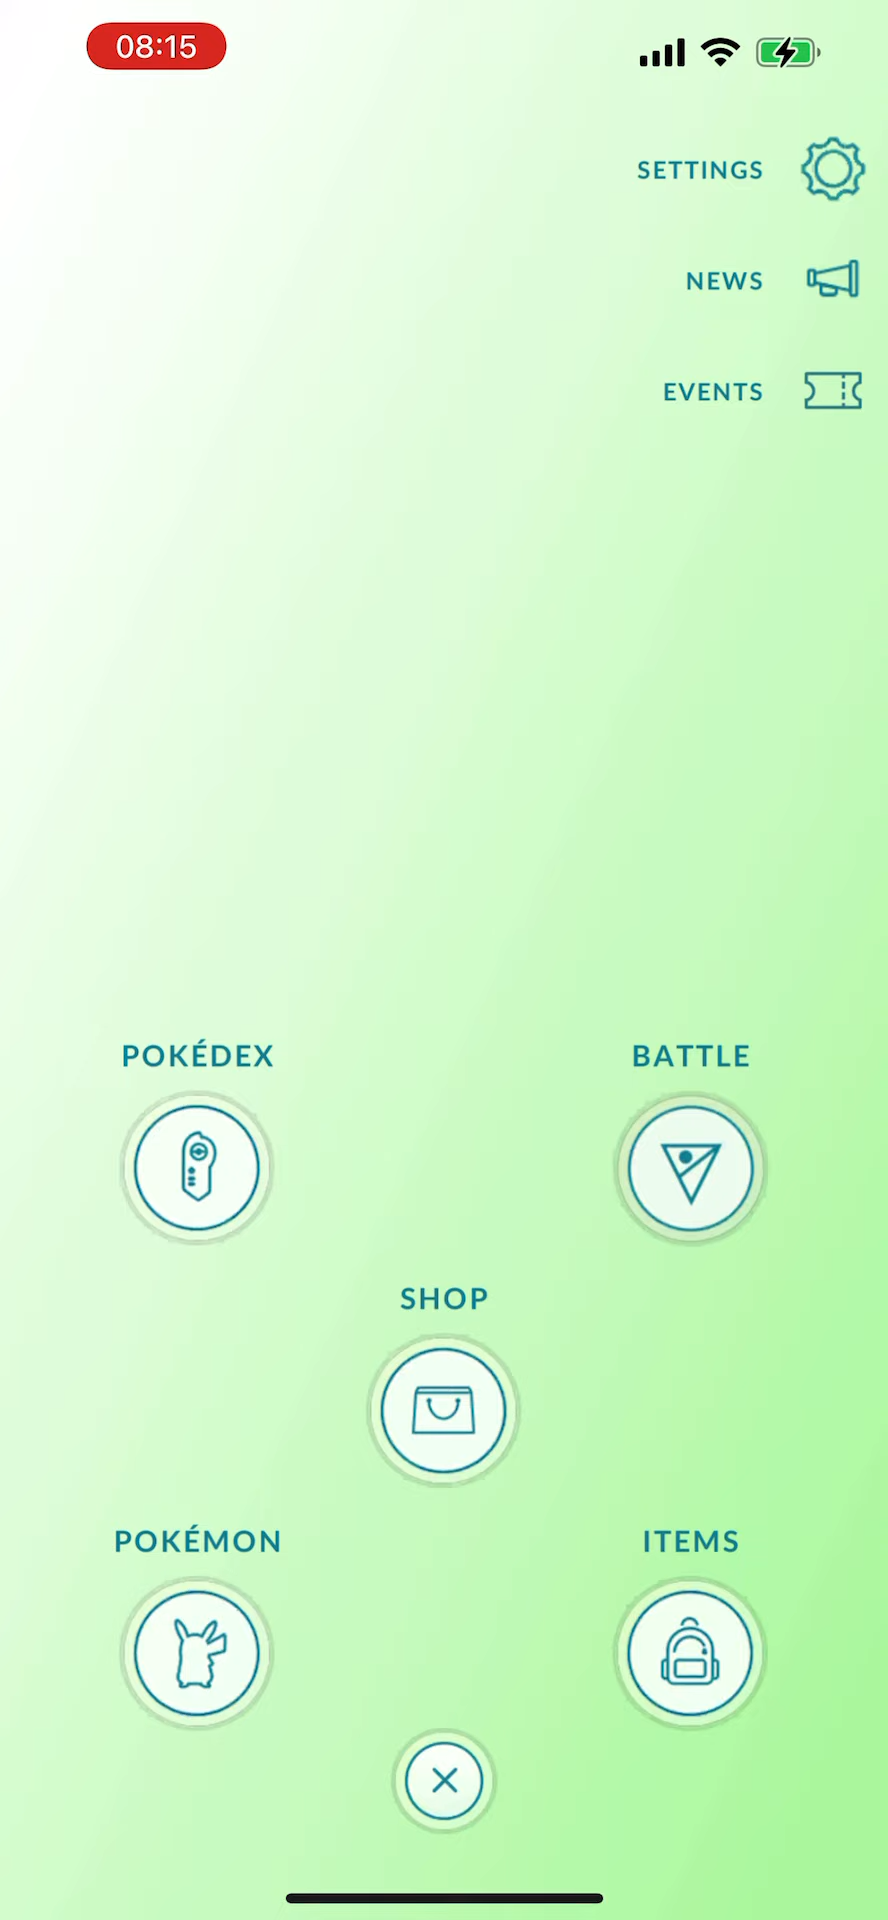 08:15
SETTINGS
NEWS
EVENTS
POKÉDEX
BATTLE
SHOP
POKÉMON
ITEMS